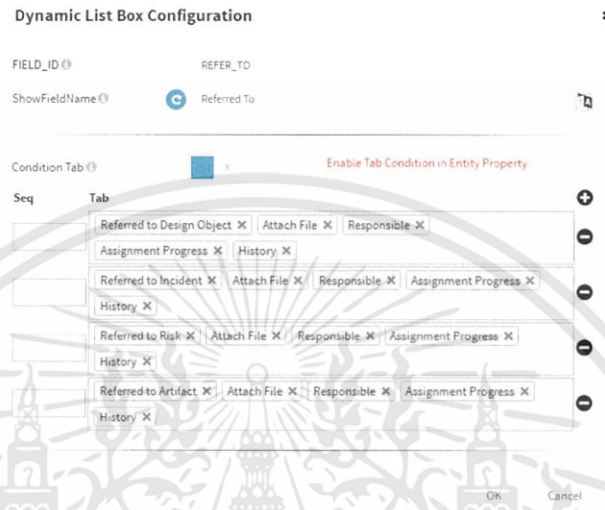 Dynamic List Box Configuration
FIELD_ID REFER_TO
ShowFieldName Referred To
Condition Tab Enable Tab Condition in Entity Property
Seq Tab
Referred to Design Object × Attach File × Responsible ×
Assignment Progress × History ×
Referred to Incident × Attach File × Responsible × Assignment Progress ×
History ×
Referred to Risk × Attach File × Responsible × Assignment Progress ×
History ×
Referred to Artifact × Attach File × Responsible × Assignment Progress ×
History ×
OK Cancel